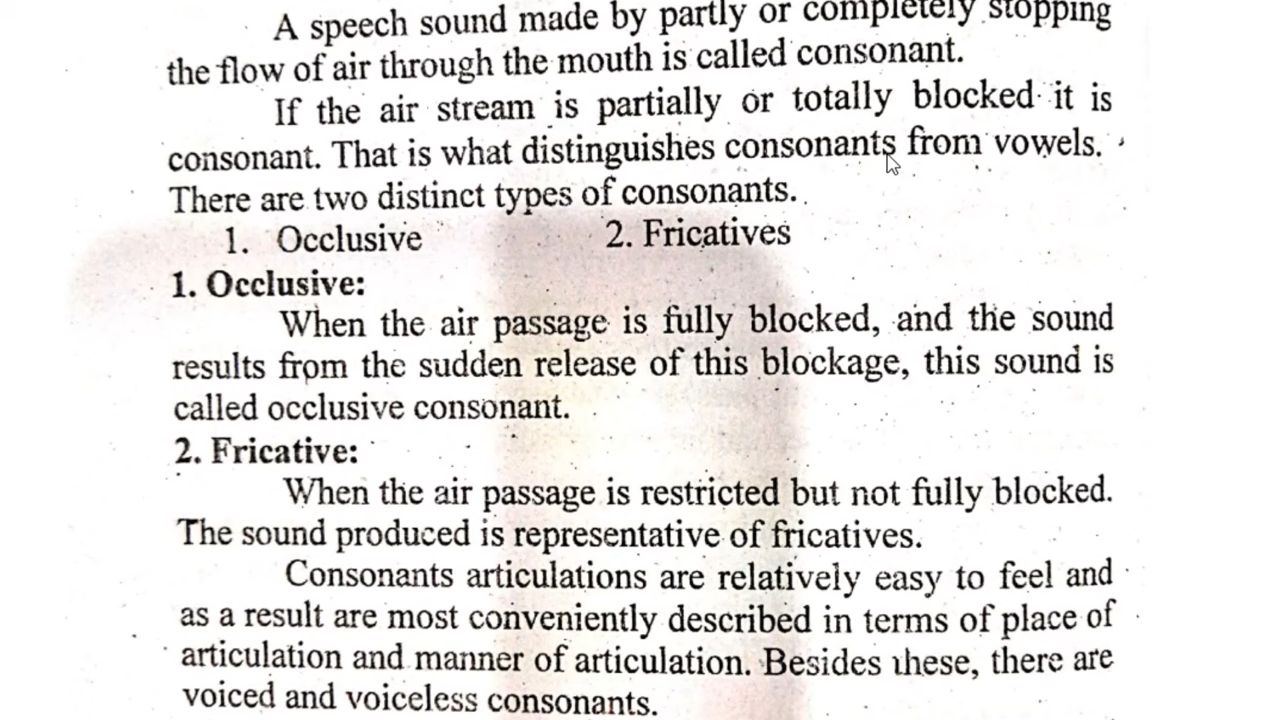 A speech sound made by partly or completely stopping
the flow of air through the mouth is called consonant.
If the air stream is partially or totally blocked it is
consonant. That is what distinguishes consonants from vowels.
There are two distinct types of consonants.
1. Occlusive 2. Fricatives
1. Occlusive:
When the air passage is fully blocked, and the sound
results from the sudden release of this blockage, this sound is
called occlusive consonant.
2. Fricative:
When the air passage is restricted but not fully blocked.
The sound produced is representative of fricatives.
Consonants articulations are relatively easy to feel and
as a result are most conveniently described in terms of place of
articulation and manner of articulation. Besides these, there are
voiced and voiceless consonants.